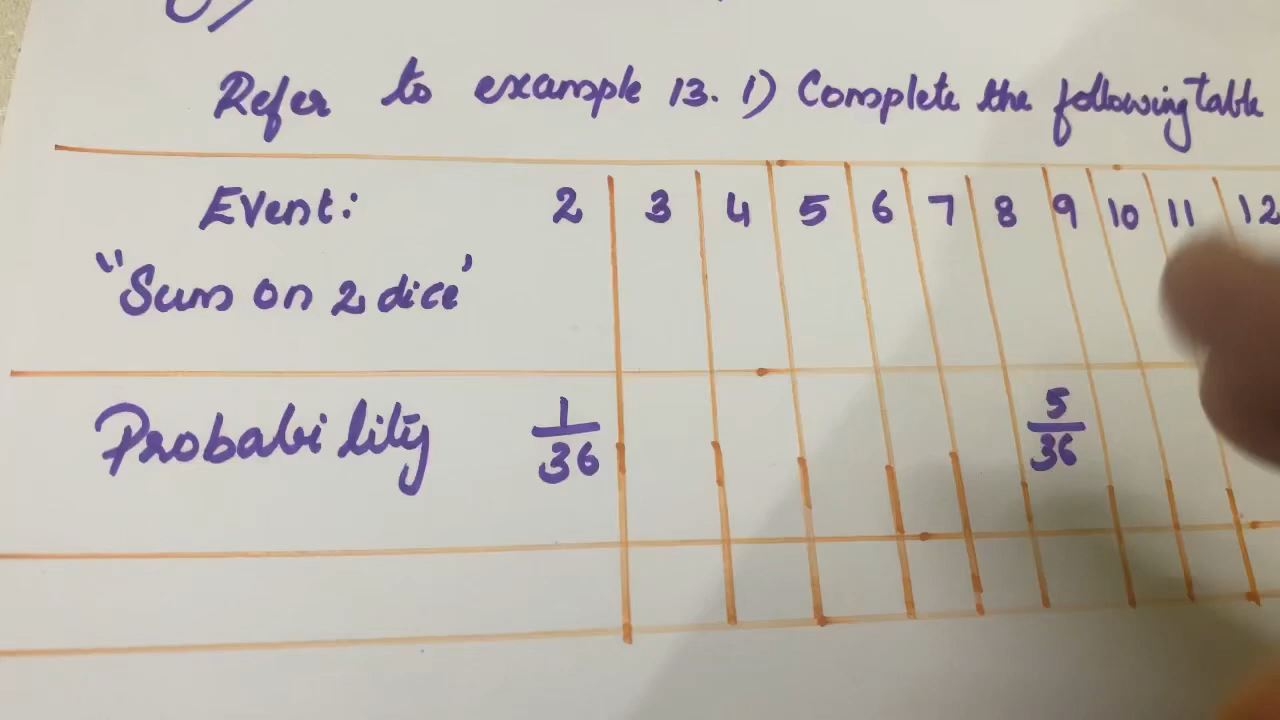 Refer to example 13. 1) Complete the following table
Event: 2 3 4 5 6 7 8 9 10 11 12
"Sum on 2 dice'
Probability 1/36 5/36